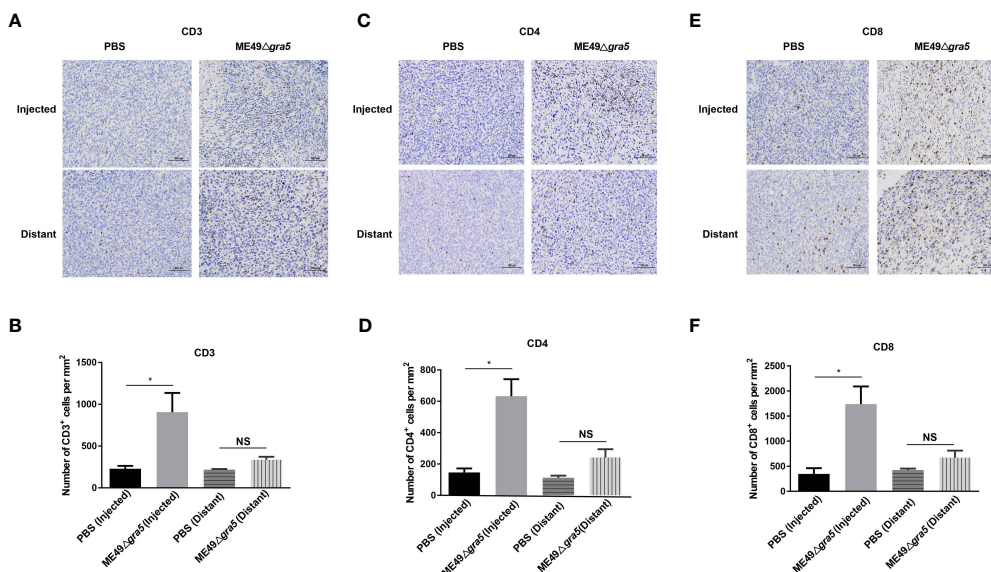 A
CD3
PBS
ME49△gra5
Injected
Distant
C
CD4
PBS
ME49△gra5
Injected
Distant
E
CD8
PBS
ME49△gra5
Injected
Distant
B
CD3
Number of CD3⁺ cells per mm²
1500
1000
500
0
*
NS
PBS (Injected)
ME49△gra5 (Injected)
PBS (Distant)
ME49△gra5 (Distant)
D
CD4
Number of CD4⁺ cells per mm²
800
600
400
200
0
*
NS
PBS (Injected)
ME49△gra5 (Injected)
PBS (Distant)
ME49△gra5(Distant)
F
CD8
Number of CD8⁺ cells per mm²
2500
2000
1500
1000
500
0
*
NS
PBS (Injected)
ME49△gra5 (Injected)
PBS (Distant)
ME49△gra5 (Distant)